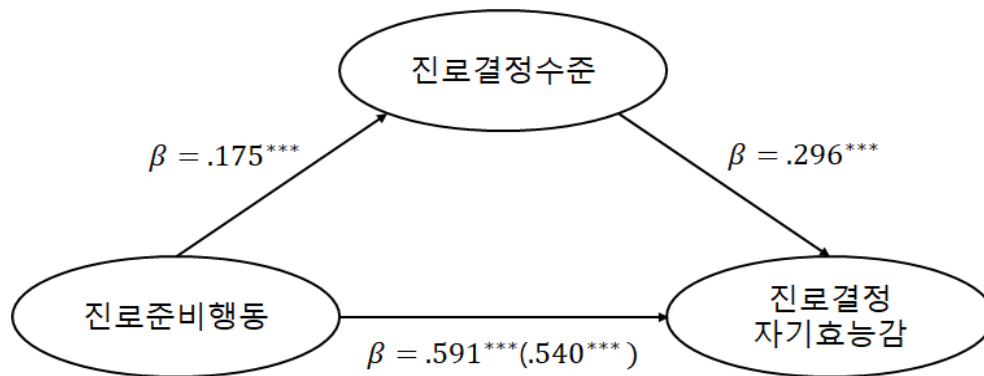 진로결정수준
β = .175***
β = .296***
진로준비행동
진로결정
자기효능감
β = .591***(.540***)